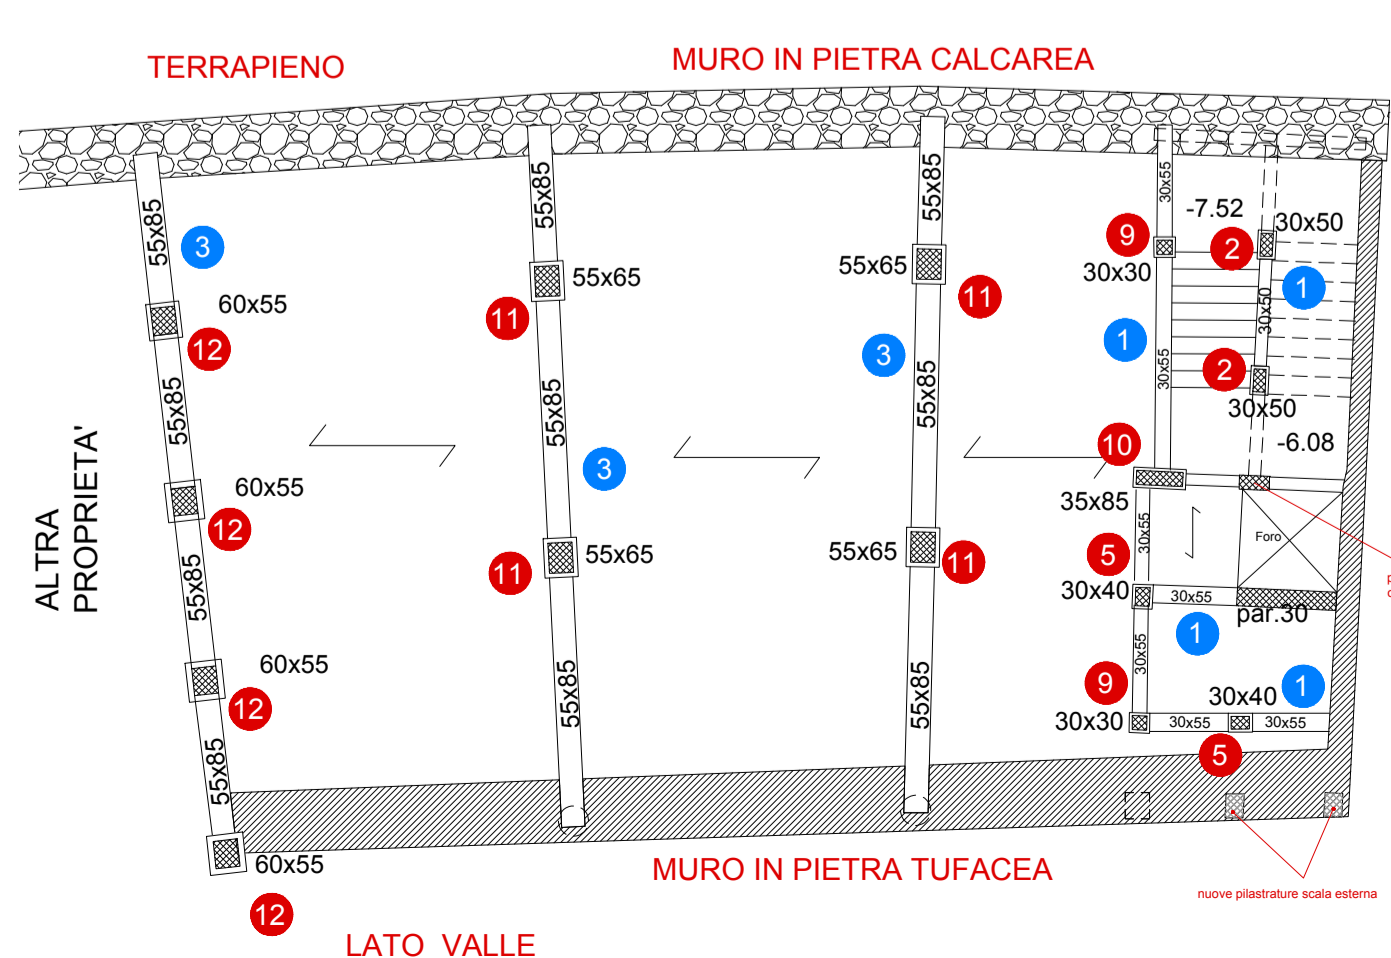 TERRAPIENO
MURO IN PIETRA CALCAREA
55x85
3
60x55
12
55x85
60x55
12
55x85
60x55
12
55x85
60x55
12
ALTRA
PROPRIETA'
55x85
55x65
11
55x85
3
55x65
11
55x85
55x85
55x65
11
3
55x85
55x65
11
30x55
-7.52
30x50
9
2
30x30
1
30x50
1
30x55
2
30x50
-6.08
10
35x85
30x55
Foro
5
30x40
30x55
par.30
1
30x55
9
30x40
1
30x30
30x55
30x55
5
MURO IN PIETRA TUFACEA
nuove pilastrature scala esterna
LATO VALLE